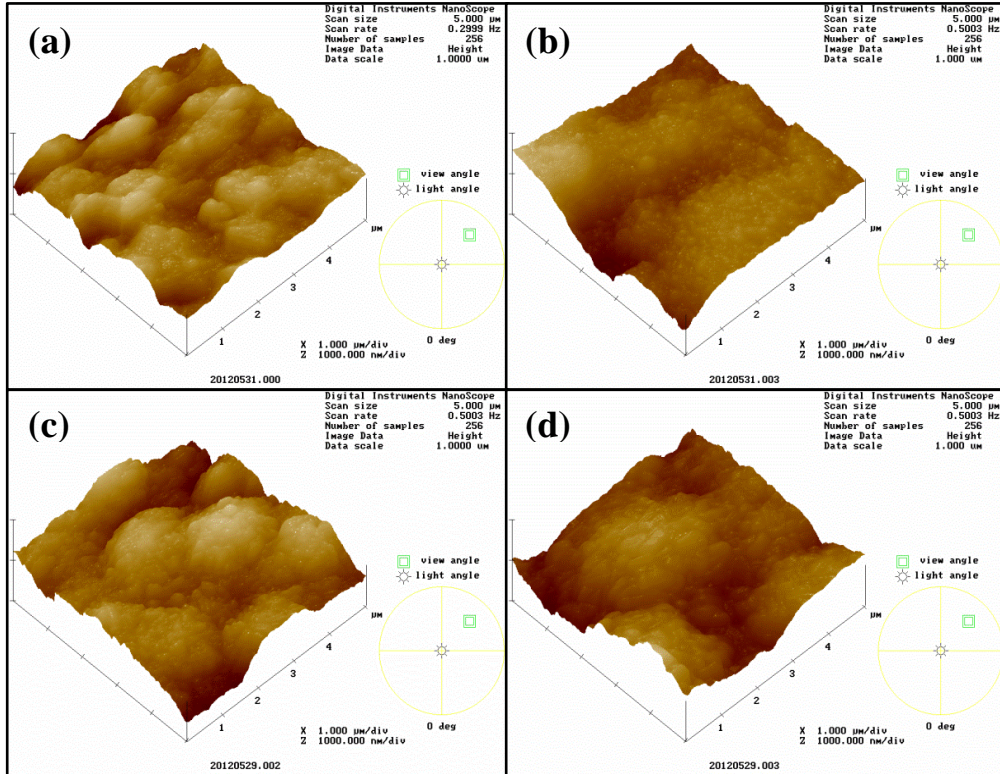 (a)
Digital Instruments NanoScope
Scan size 5.000 µm
Scan rate 0.2999 Hz
Number of samples 256
Image Data Height
Data scale 1.0000 um
view angle
light angle
µm
4
3
2
1
X 1.000 µm/div
Z 1000.000 nm/div
0 deg
20120531.000
(b)
Digital Instruments NanoScope
Scan size 5.000 µm
Scan rate 0.5003 Hz
Number of samples 256
Image Data Height
Data scale 1.000 um
view angle
light angle
µm
4
3
2
1
X 1.000 µm/div
Z 1000.000 nm/div
0 deg
20120531.003
(c)
Digital Instruments NanoScope
Scan size 5.000 µm
Scan rate 0.5003 Hz
Number of samples 256
Image Data Height
Data scale 1.0000 um
view angle
light angle
µm
4
3
2
1
X 1.000 µm/div
Z 1000.000 nm/div
0 deg
20120529.002
(d)
Digital Instruments NanoScope
Scan size 5.000 µm
Scan rate 0.5003 Hz
Number of samples 256
Image Data Height
Data scale 1.000 um
view angle
light angle
µm
4
3
2
1
X 1.000 µm/div
Z 1000.000 nm/div
0 deg
20120529.003